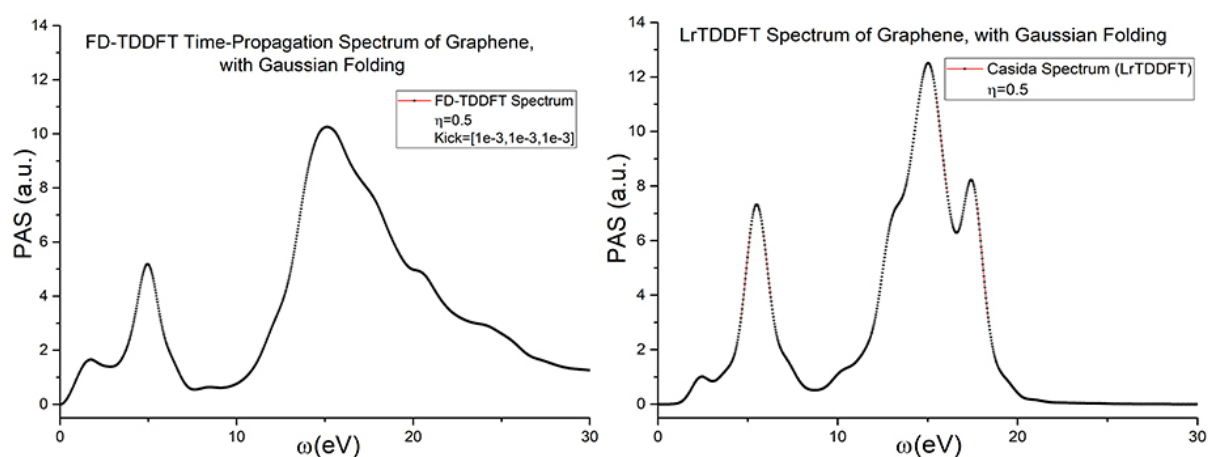 FD-TDDFT Time-Propagation Spectrum of Graphene,
with Gaussian Folding
FD-TDDFT Spectrum
η=0.5
Kick=[1e-3,1e-3,1e-3]
PAS (a.u.)
14
12
10
8
6
4
2
0
0
10
20
30
ω(eV)
LrTDDFT Spectrum of Graphene, with Gaussian Folding
Casida Spectrum (LrTDDFT)
η=0.5
PAS (a.u.)
14
12
10
8
6
4
2
0
0
10
20
30
ω(eV)